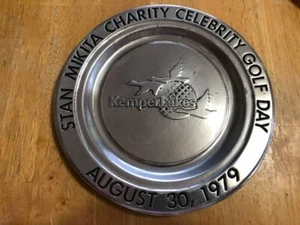 STAN MIKITA CHARITY CELEBRITY GOLF DAY
KemperLakes
AUGUST 30, 1979